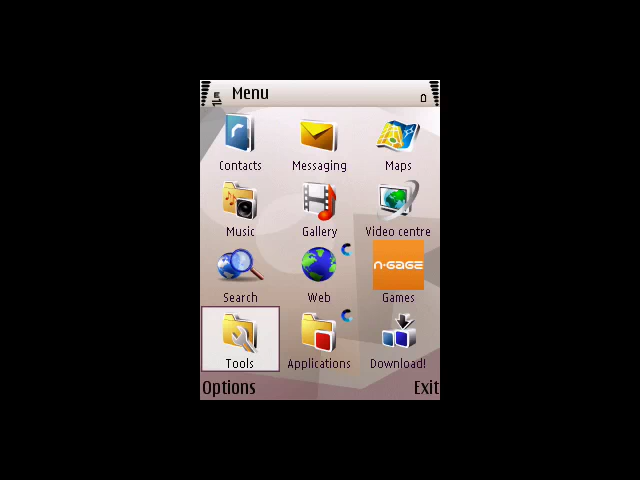 Menu
Contacts Messaging Maps
Music Gallery Video centre
N-GAGE
Search Web Games
Tools Applications Download!
Options Exit